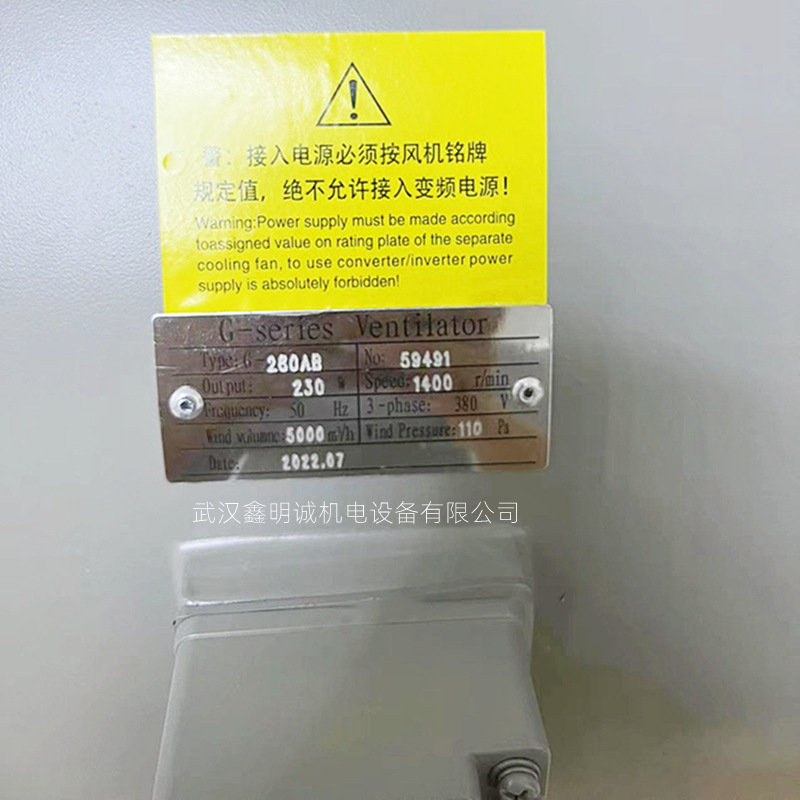 警：接入电源必须按风机铭牌
规定值，绝不允许接入变频电源！
Warning:Power supply must be made according
toassigned value on rating plate of the separate
cooling fan, to use converter/inverter power
supply is absolutely forbidden!
G-series Ventilator
Type: G-280AB No: 59491
Output: 230 W Speed: 1400 r/min
Frequency: 50 Hz 3-phase: 380 V
Wind volumne: 5000 m³/h Wind Pressure: 110 Pa
Date: 2022.07
武汉鑫明诚机电设备有限公司